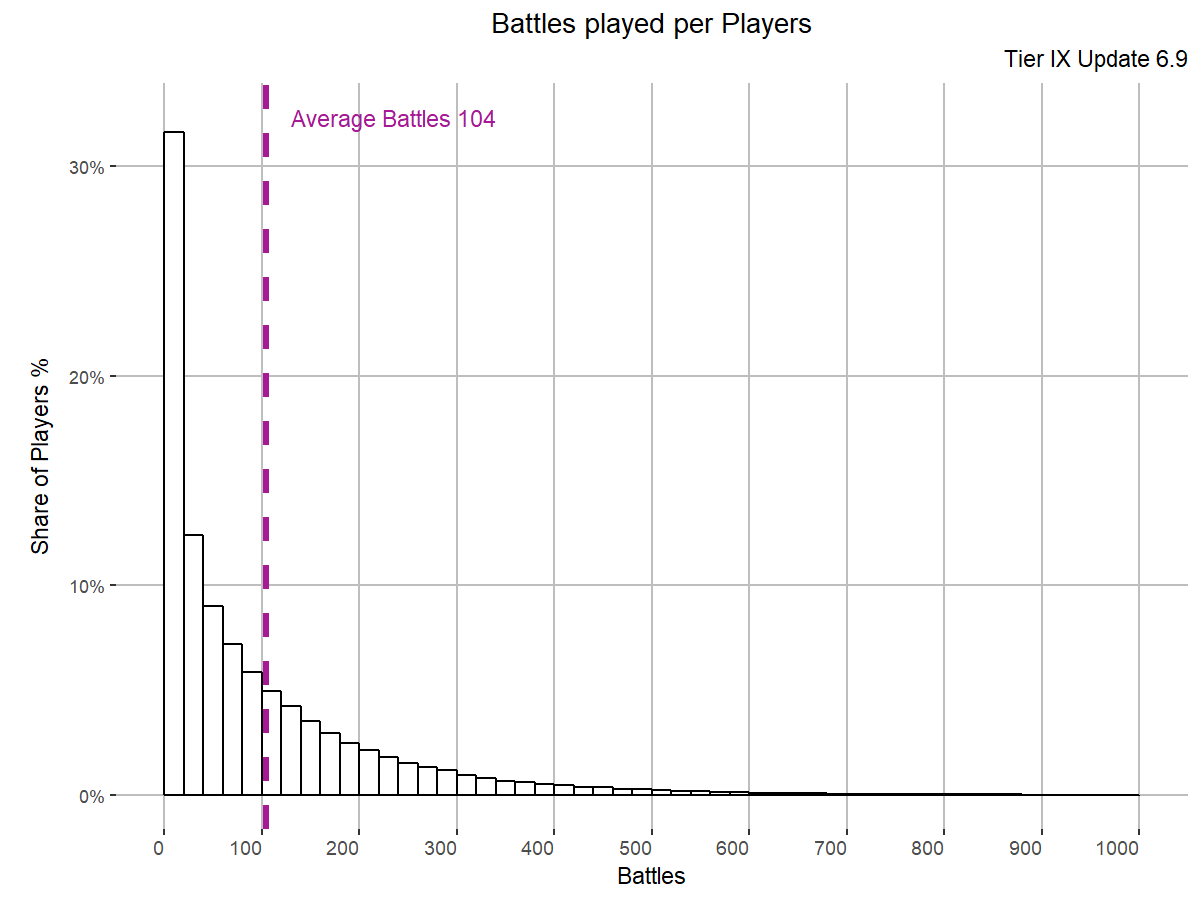 Battles played per Players
Tier IX Update 6.9
Average Battles 104
30%
20%
10%
0%
Share of Players %
0 100 200 300 400 500 600 700 800 900 1000
Battles